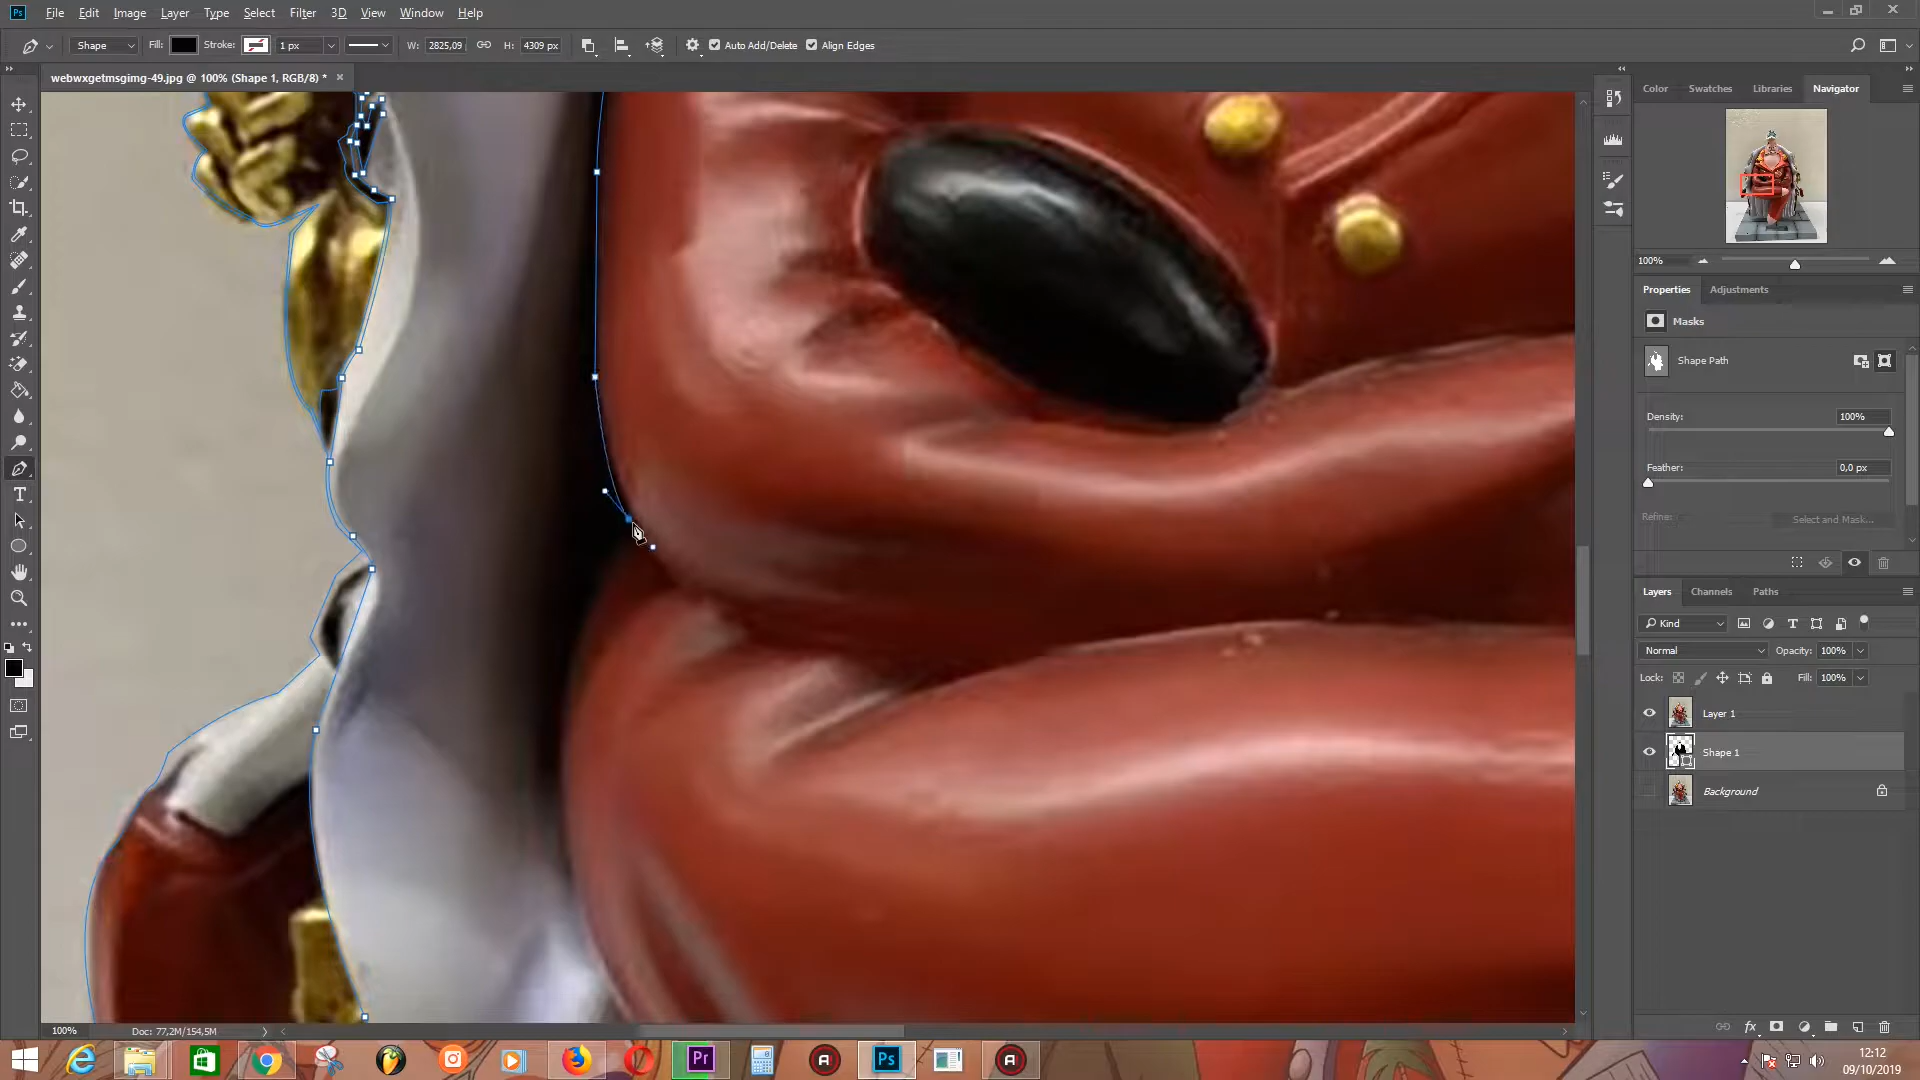 Ps File Edit Image Layer Type Select Filter 3D View Window Help
Shape Fill: Stroke: 1 px W: 2825,09 H: 4309 px Auto Add/Delete Align Edges
webwxgetmsgimg-49.jpg @ 100% (Shape 1, RGB/8) *
Color Swatches Libraries Navigator
100%
Properties Adjustments
Masks
Shape Path
Density: 100%
Feather: 0,0 px
Refine: Select and Mask...
Layers Channels Paths
Kind
Normal Opacity: 100%
Lock: Fill: 100%
Layer 1
Shape 1
Background
100% Doc: 77,2M/154,5M
Pr Ps
12:12
09/10/2019